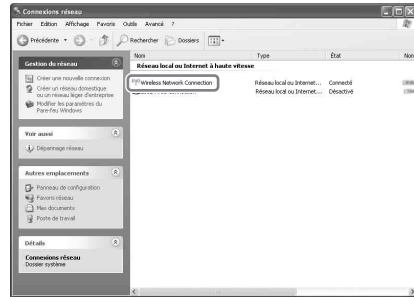 Connexions réseau
Fichier Edition Affichage Favoris Outils Avancé ?
Précédente Rechercher Dossiers
Nom Type État
Gestion du réseau
Réseau local ou Internet à haute vitesse
Créer une nouvelle connexion
Wireless Network Connection Réseau local ou Internet... Connecté
Créer un réseau domestique
ou un réseau léger d'entreprise
Réseau local ou Internet... Désactivé
Modifier les paramètres du
Pare-feu Windows
Voir aussi
Dépannage réseau
Autres emplacements
Panneau de configuration
Favoris réseau
Mes documents
Poste de travail
Détails
Connexions réseau
Dossier système